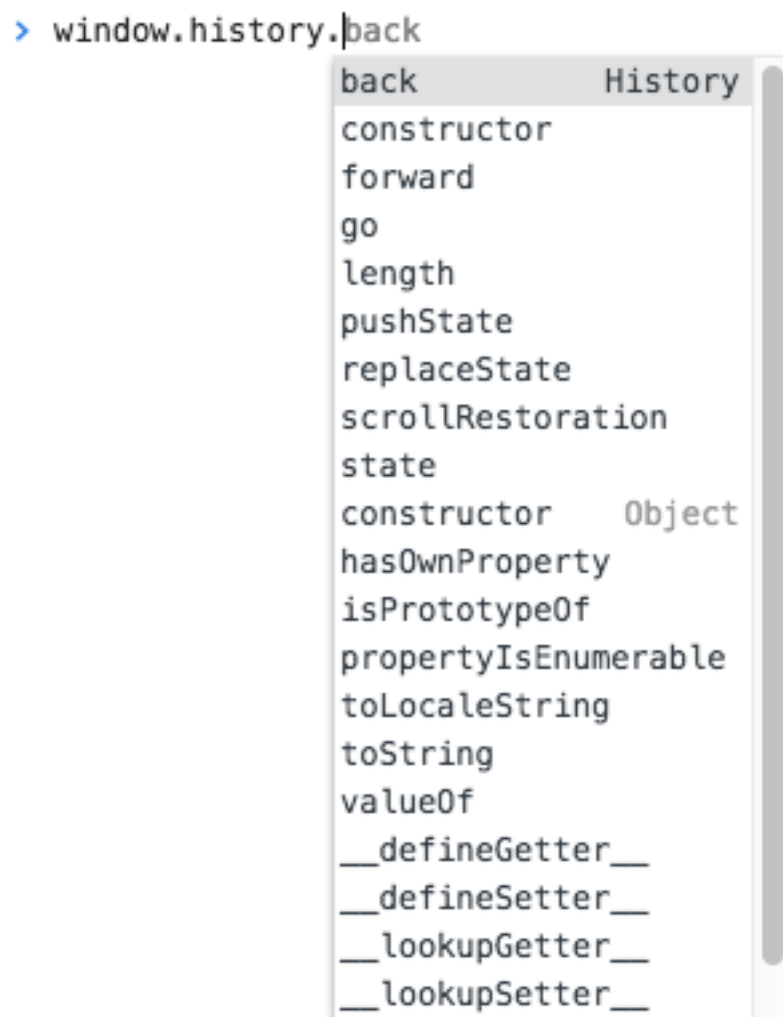 > window.history.back
back History
constructor
forward
go
length
pushState
replaceState
scrollRestoration
state
constructor Object
hasOwnProperty
isPrototypeOf
propertyIsEnumerable
toLocaleString
toString
valueOf
__defineGetter__
__defineSetter__
__lookupGetter__
__lookupSetter__